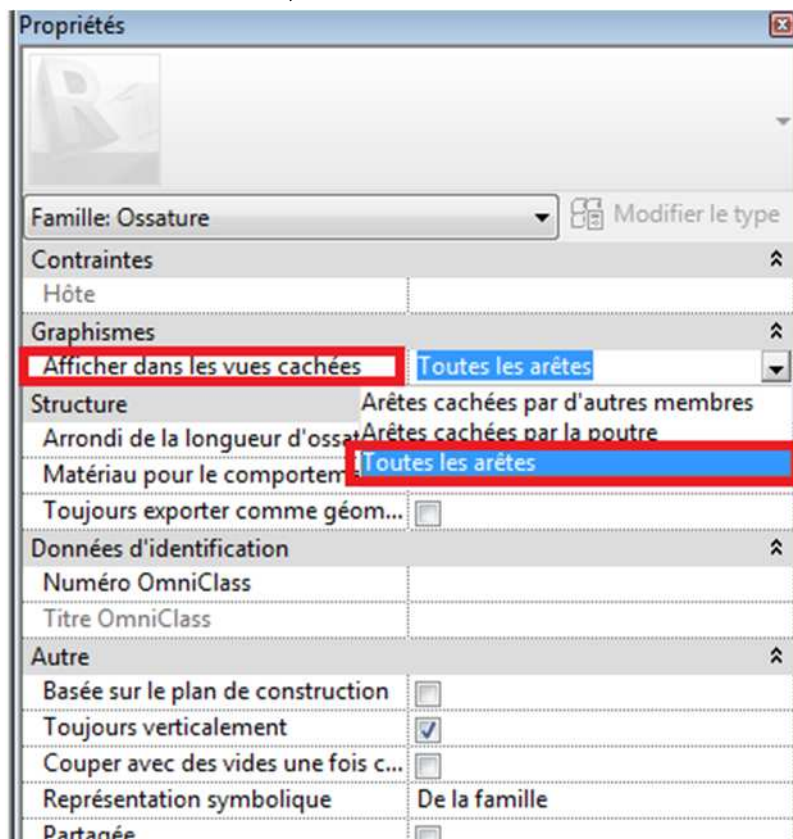 Propriétés
Famille: Ossature
Modifier le type
Contraintes
Hôte
Graphismes
Afficher dans les vues cachées
Toutes les arêtes
Arêtes cachées par d'autres membres
Arêtes cachées par la poutre
Toutes les arêtes
Structure
Arrondi de la longueur d'ossat
Matériau pour le comportem
Toujours exporter comme géom...
Données d'identification
Numéro OmniClass
Titre OmniClass
Autre
Basée sur le plan de construction
Toujours verticalement
Couper avec des vides une fois c...
Représentation symbolique De la famille
Partagée